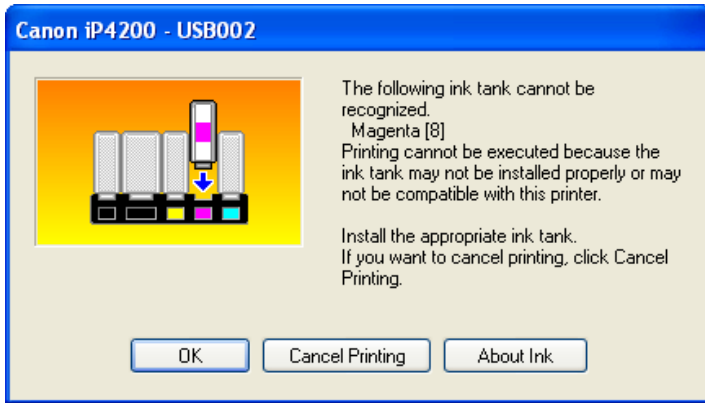 Canon iP4200 - USB002
The following ink tank cannot be
recognized.
Magenta [8]
Printing cannot be executed because the
ink tank may not be installed properly or may
not be compatible with this printer.
Install the appropriate ink tank.
If you want to cancel printing, click Cancel
Printing.
OK
Cancel Printing
About Ink